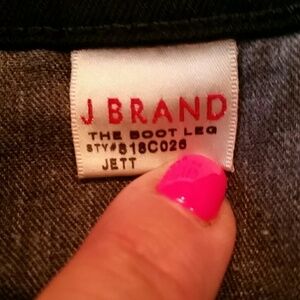 J BRAND
THE BOOT LEG
STY#818C026
JETT